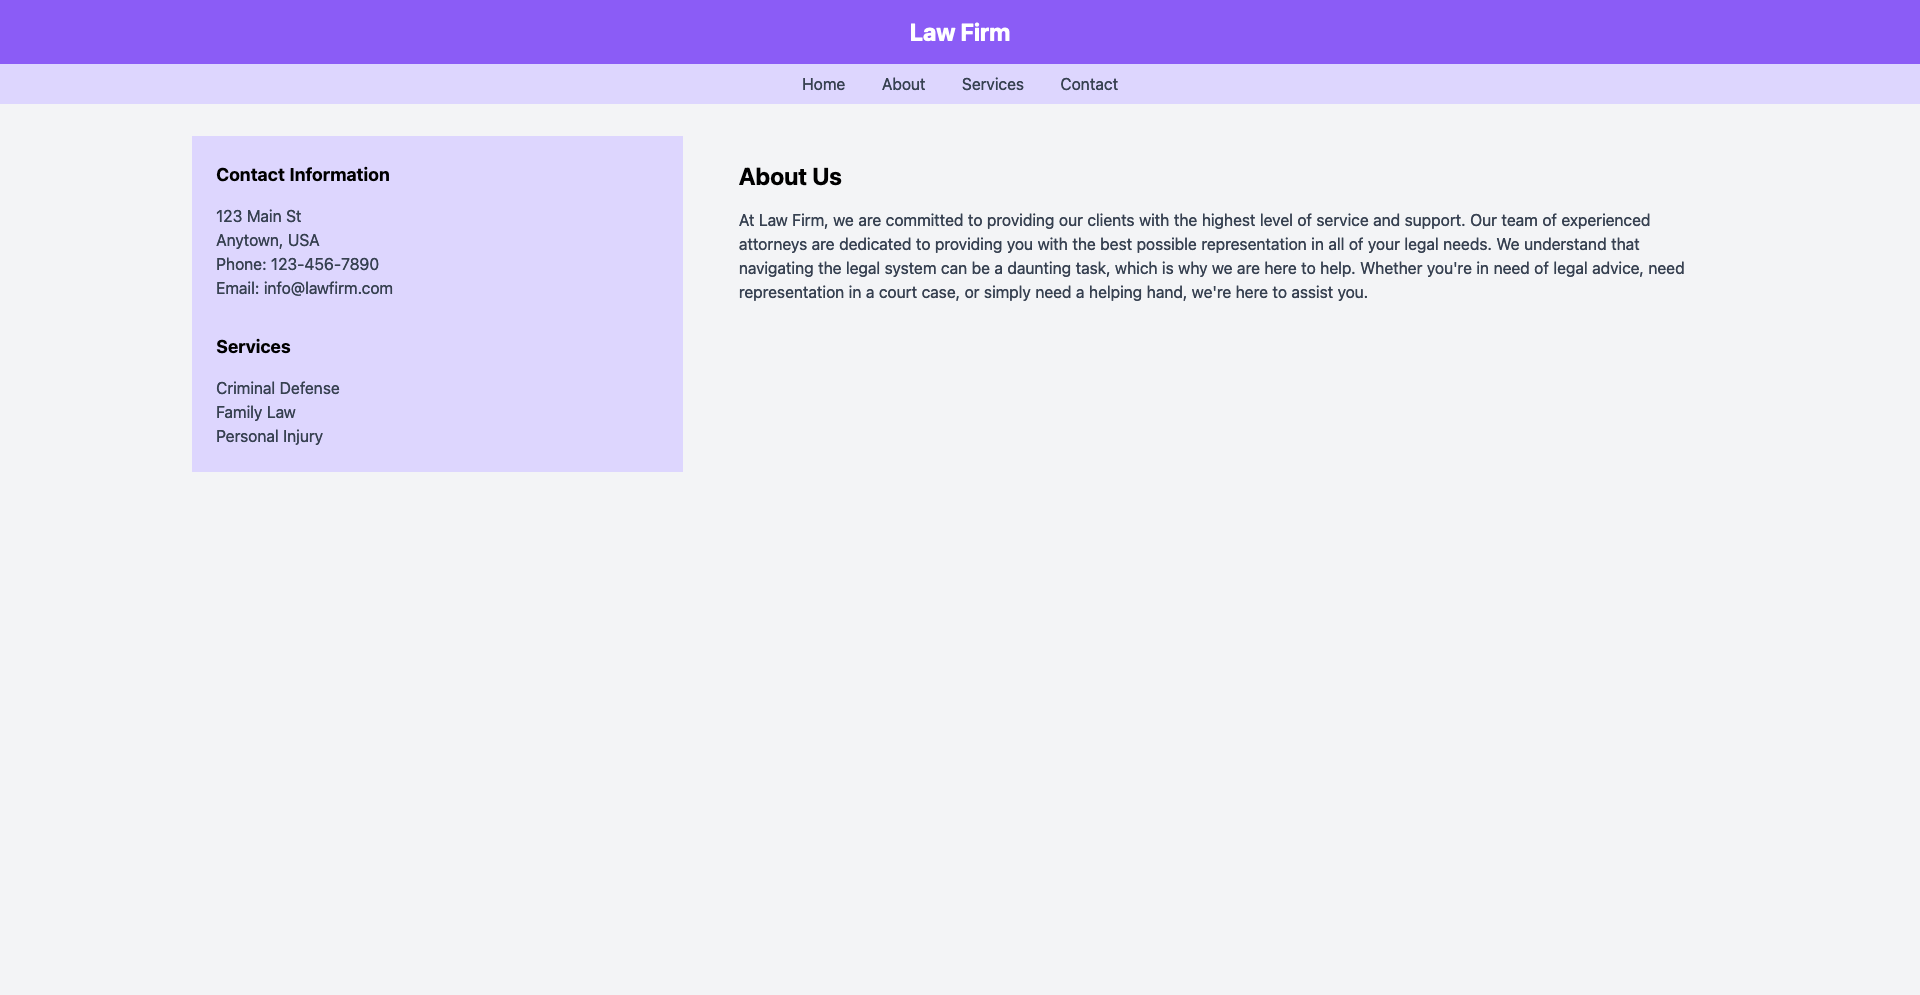 Law Firm
Home About Services Contact
Contact Information
123 Main St
Anytown, USA
Phone: 123-456-7890
Email: info@lawfirm.com
Services
Criminal Defense
Family Law
Personal Injury
About Us
At Law Firm, we are committed to providing our clients with the highest level of service and support. Our team of experienced
attorneys are dedicated to providing you with the best possible representation in all of your legal needs. We understand that
navigating the legal system can be a daunting task, which is why we are here to help. Whether you're in need of legal advice, need
representation in a court case, or simply need a helping hand, we're here to assist you.